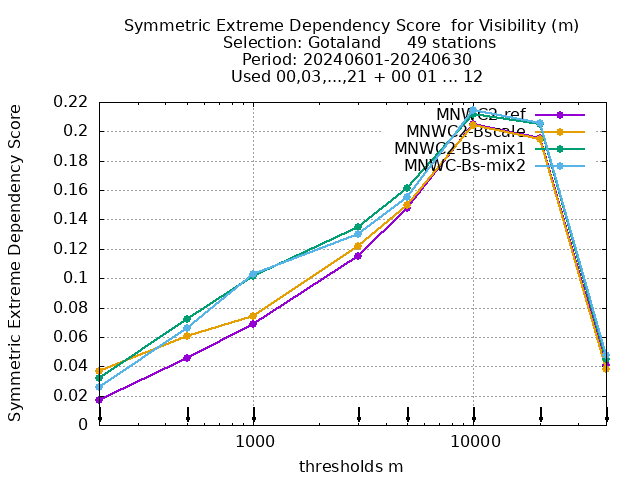 Symmetric Extreme Dependency Score for Visibility (m)
Selection: Gotaland 49 stations
Period: 20240601-20240630
Used 00,03,...,21 + 00 01 ... 12
Symmetric Extreme Dependency Score
0.22
0.2
0.18
0.16
0.14
0.12
0.1
0.08
0.06
0.04
0.02
0
MNWC2-ref
MNWC2-Bscale
MNWC2-Bs-mix1
MNWC-Bs-mix2
1000
10000
thresholds m